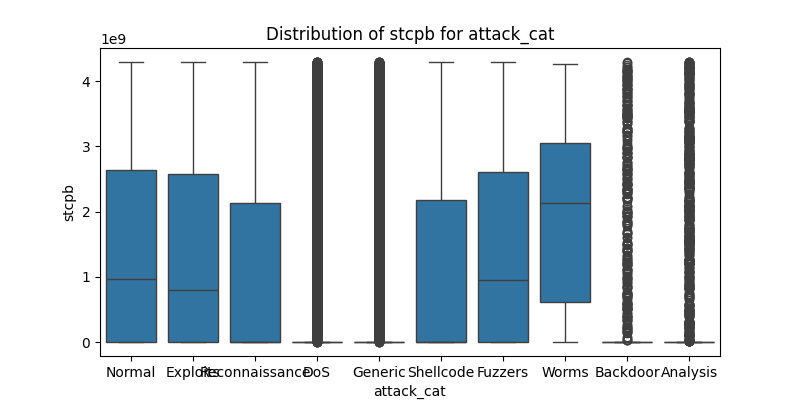 Distribution of stcpb for attack_cat
1e9
4
3
2
1
0
stcpb
Normal Exploits Reconnaissance DoS Generic Shellcode Fuzzers Worms Backdoor Analysis
attack_cat